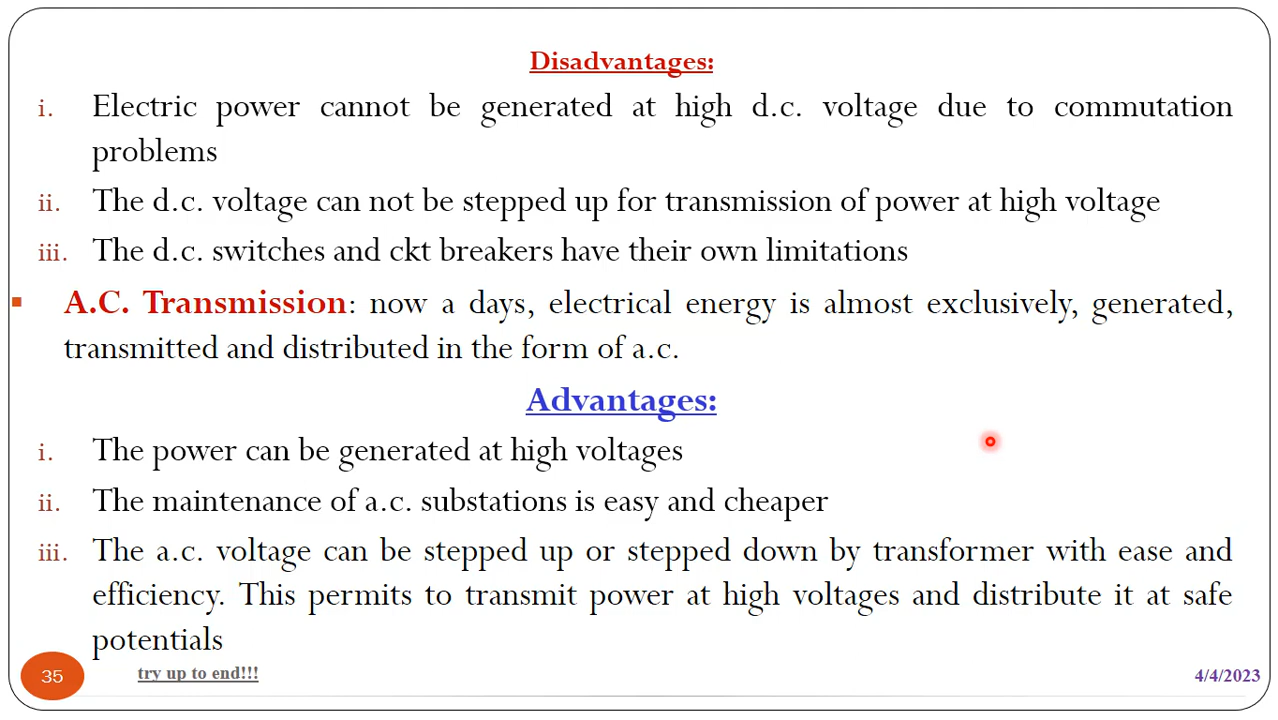 Disadvantages:
i. Electric power cannot be generated at high d.c. voltage due to commutation
problems
ii. The d.c. voltage can not be stepped up for transmission of power at high voltage
iii. The d.c. switches and ckt breakers have their own limitations
▪ A.C. Transmission: now a days, electrical energy is almost exclusively, generated,
transmitted and distributed in the form of a.c.
Advantages:
i. The power can be generated at high voltages
ii. The maintenance of a.c. substations is easy and cheaper
iii. The a.c. voltage can be stepped up or stepped down by transformer with ease and
efficiency. This permits to transmit power at high voltages and distribute it at safe
potentials
35 try up to end!!! 4/4/2023